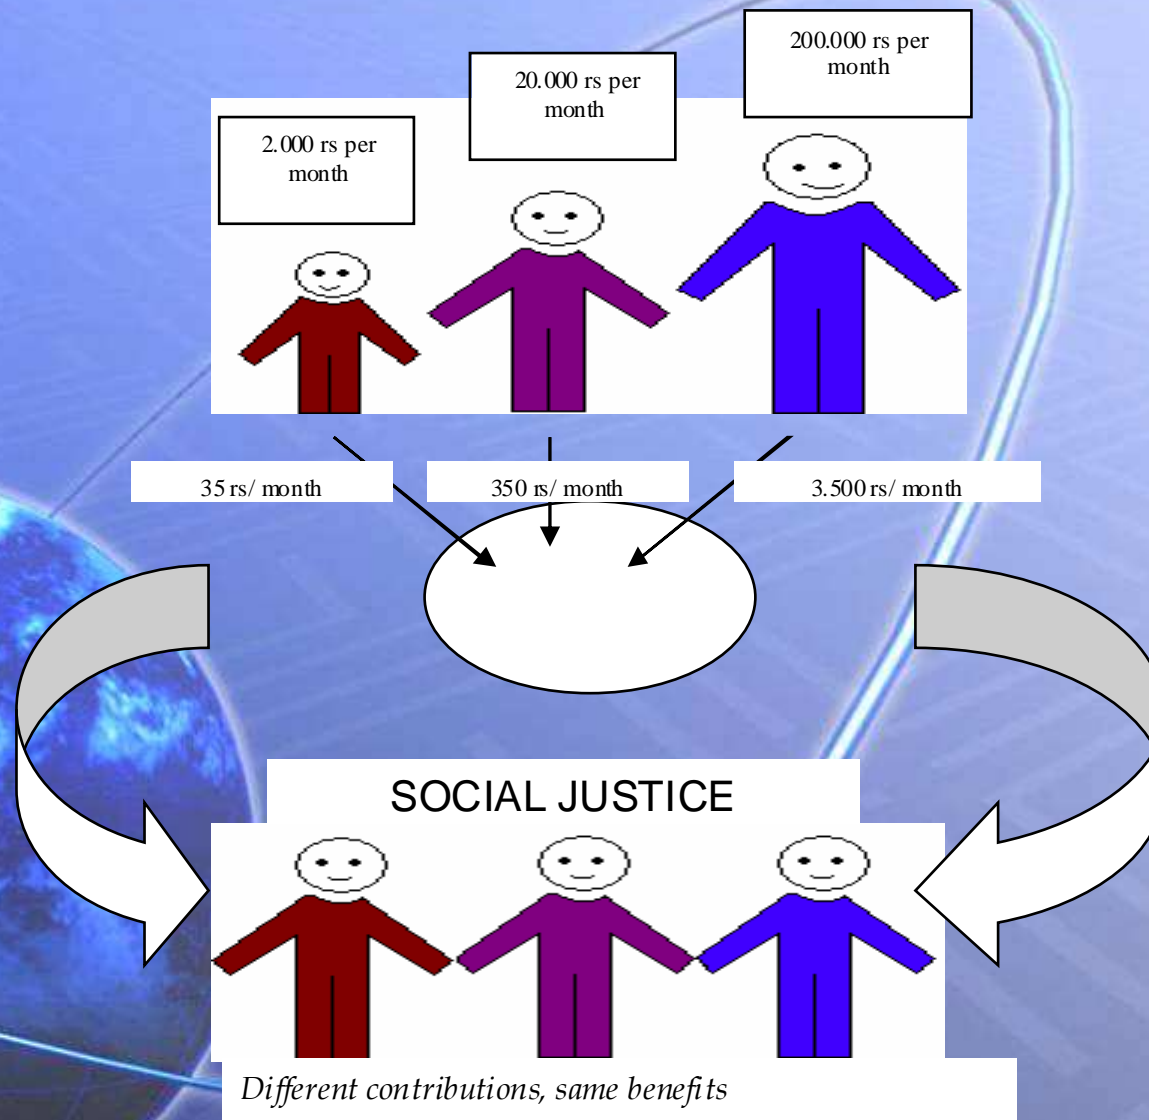 2.000 rs per
month
20.000 rs per
month
200.000 rs per
month
35 rs/ month
350 rs/ month
3.500 rs/ month
SOCIAL JUSTICE
Different contributions, same benefits